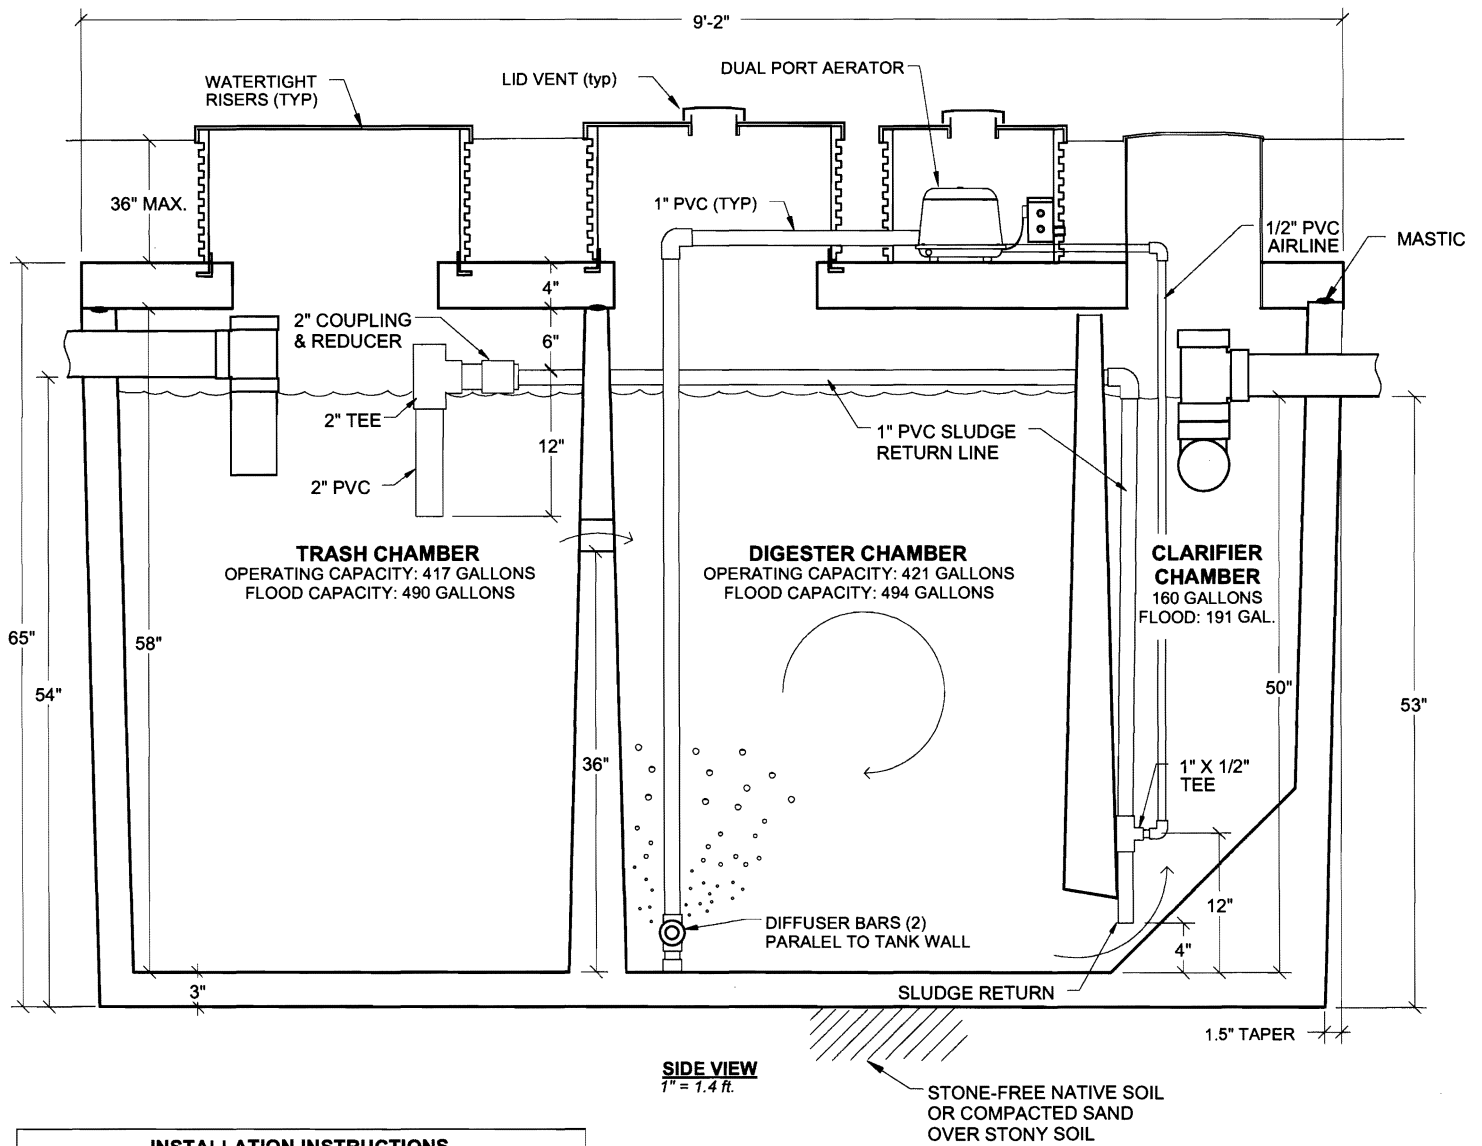 9'-2"
WATERTIGHT
RISERS (TYP)
LID VENT (typ)
DUAL PORT AERATOR
36" MAX.
1" PVC (TYP)
1/2" PVC
AIRLINE
MASTIC
4"
2" COUPLING
& REDUCER
6"
2" TEE
12"
1" PVC SLUDGE
RETURN LINE
2" PVC
TRASH CHAMBER
OPERATING CAPACITY: 417 GALLONS
FLOOD CAPACITY: 490 GALLONS
DIGESTER CHAMBER
OPERATING CAPACITY: 421 GALLONS
FLOOD CAPACITY: 494 GALLONS
CLARIFIER
CHAMBER
160 GALLONS
FLOOD: 191 GAL.
65"
58"
54"
50"
53"
36"
1" X 1/2"
TEE
12"
DIFFUSER BARS (2)
PARALEL TO TANK WALL
4"
3"
SLUDGE RETURN
1.5" TAPER
SIDE VIEW
1" = 1.4 ft.
STONE-FREE NATIVE SOIL
OR COMPACTED SAND
OVER STONY SOIL
INSTALLATION INSTRUCTIONS